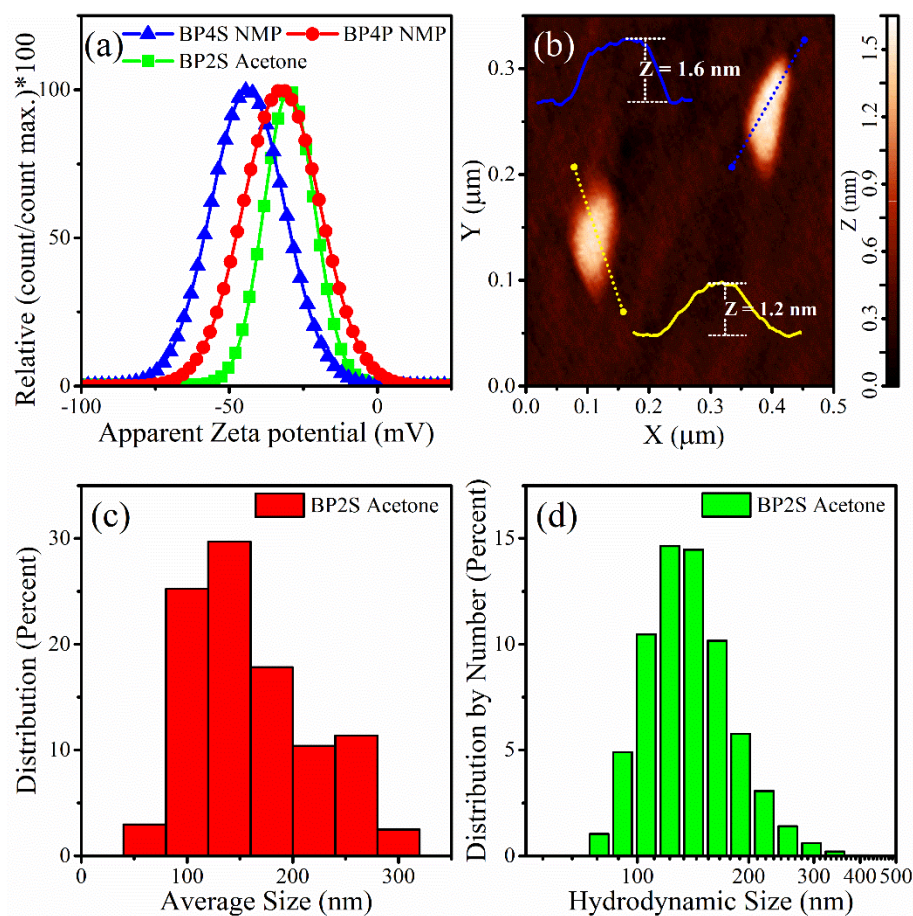 (a)
BP4S NMP
BP4P NMP
BP2S Acetone
Relative (count/count max.)*100
100
50
0
-100
-50
0
Apparent Zeta potential (mV)
(b)
Z = 1.6 nm
Z = 1.2 nm
Y (μm)
0.3
0.2
0.1
0.0
0.0
0.1
0.2
0.3
0.4
0.5
X (μm)
Z (nm)
1.5
1.2
0.9
0.6
0.3
0.0
(c)
BP2S Acetone
Distribution (Percent)
30
20
10
0
0
100
200
300
Average Size (nm)
(d)
BP2S Acetone
Distribution by Number (Percent)
15
10
5
0
100
200
300
400
500
Hydrodynamic Size (nm)